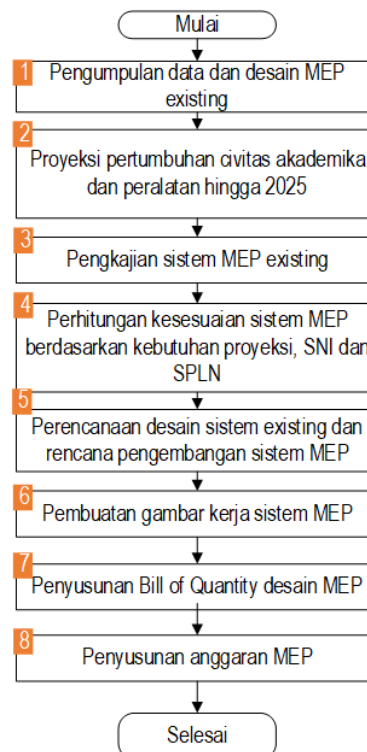 Mulai
1
Pengumpulan data dan desain MEP
existing
2
Proyeksi pertumbuhan civitas akademika
dan peralatan hingga 2025
3
Pengkajian sistem MEP existing
4
Perhitungan kesesuaian sistem MEP
berdasarkan kebutuhan proyeksi, SNI dan
SPLN
5
Perencanaan desain sistem existing dan
rencana pengembangan sistem MEP
6
Pembuatan gambar kerja sistem MEP
7
Penyusunan Bill of Quantity desain MEP
8
Penyusunan anggaran MEP
Selesai